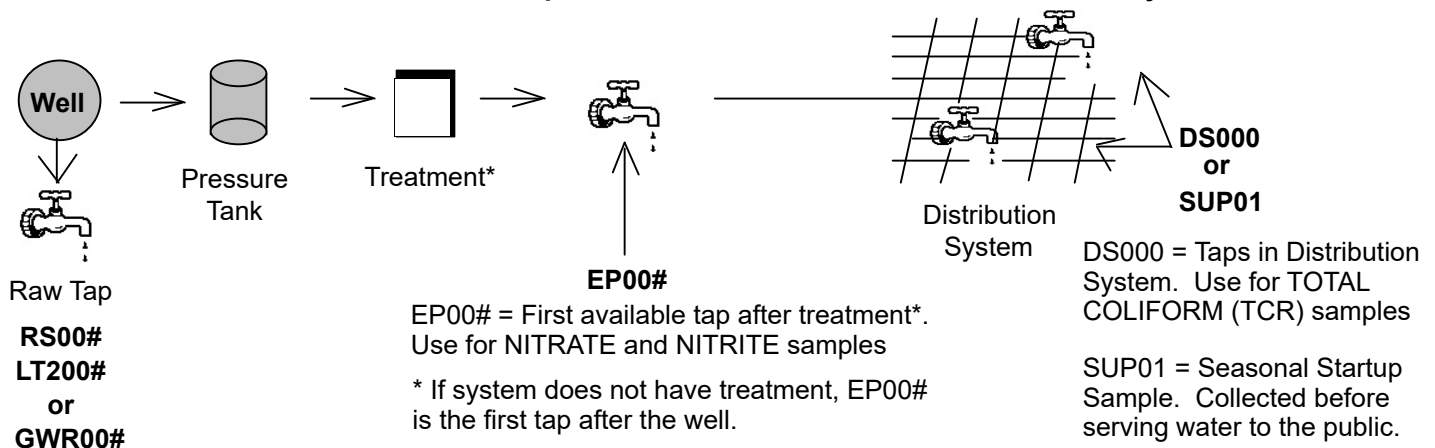 Well
Pressure
Tank
Treatment*
Raw Tap
RS00#
LT200#
or
GWR00#
EP00#
EP00# = First available tap after treatment*.
Use for NITRATE and NITRITE samples
* If system does not have treatment, EP00#
is the first tap after the well.
Distribution
System
DS000
or
SUP01
DS000 = Taps in Distribution
System. Use for TOTAL
COLIFORM (TCR) samples
SUP01 = Seasonal Startup
Sample. Collected before
serving water to the public.